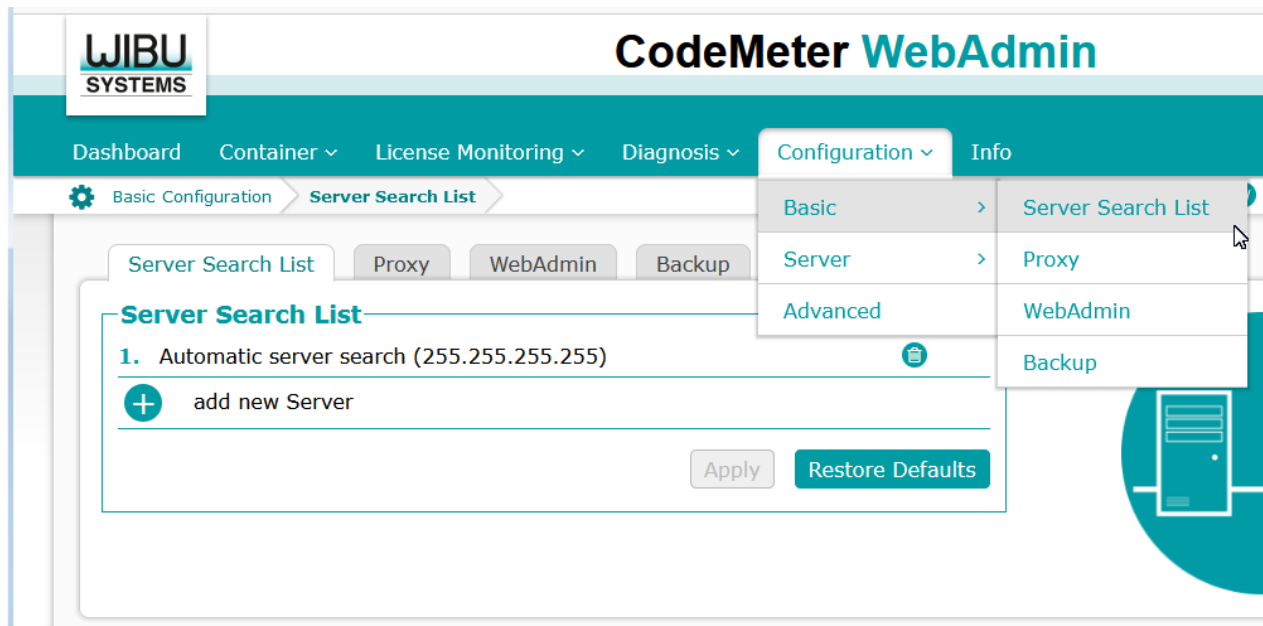 WIBU
SYSTEMS
CodeMeter WebAdmin
Dashboard Container License Monitoring Diagnosis Configuration Info
Basic Configuration Server Search List
Basic
Server
Advanced
Server Search List
Proxy
WebAdmin
Backup
Server Search List Proxy WebAdmin Backup
Server Search List
1. Automatic server search (255.255.255.255)
add new Server
Apply Restore Defaults